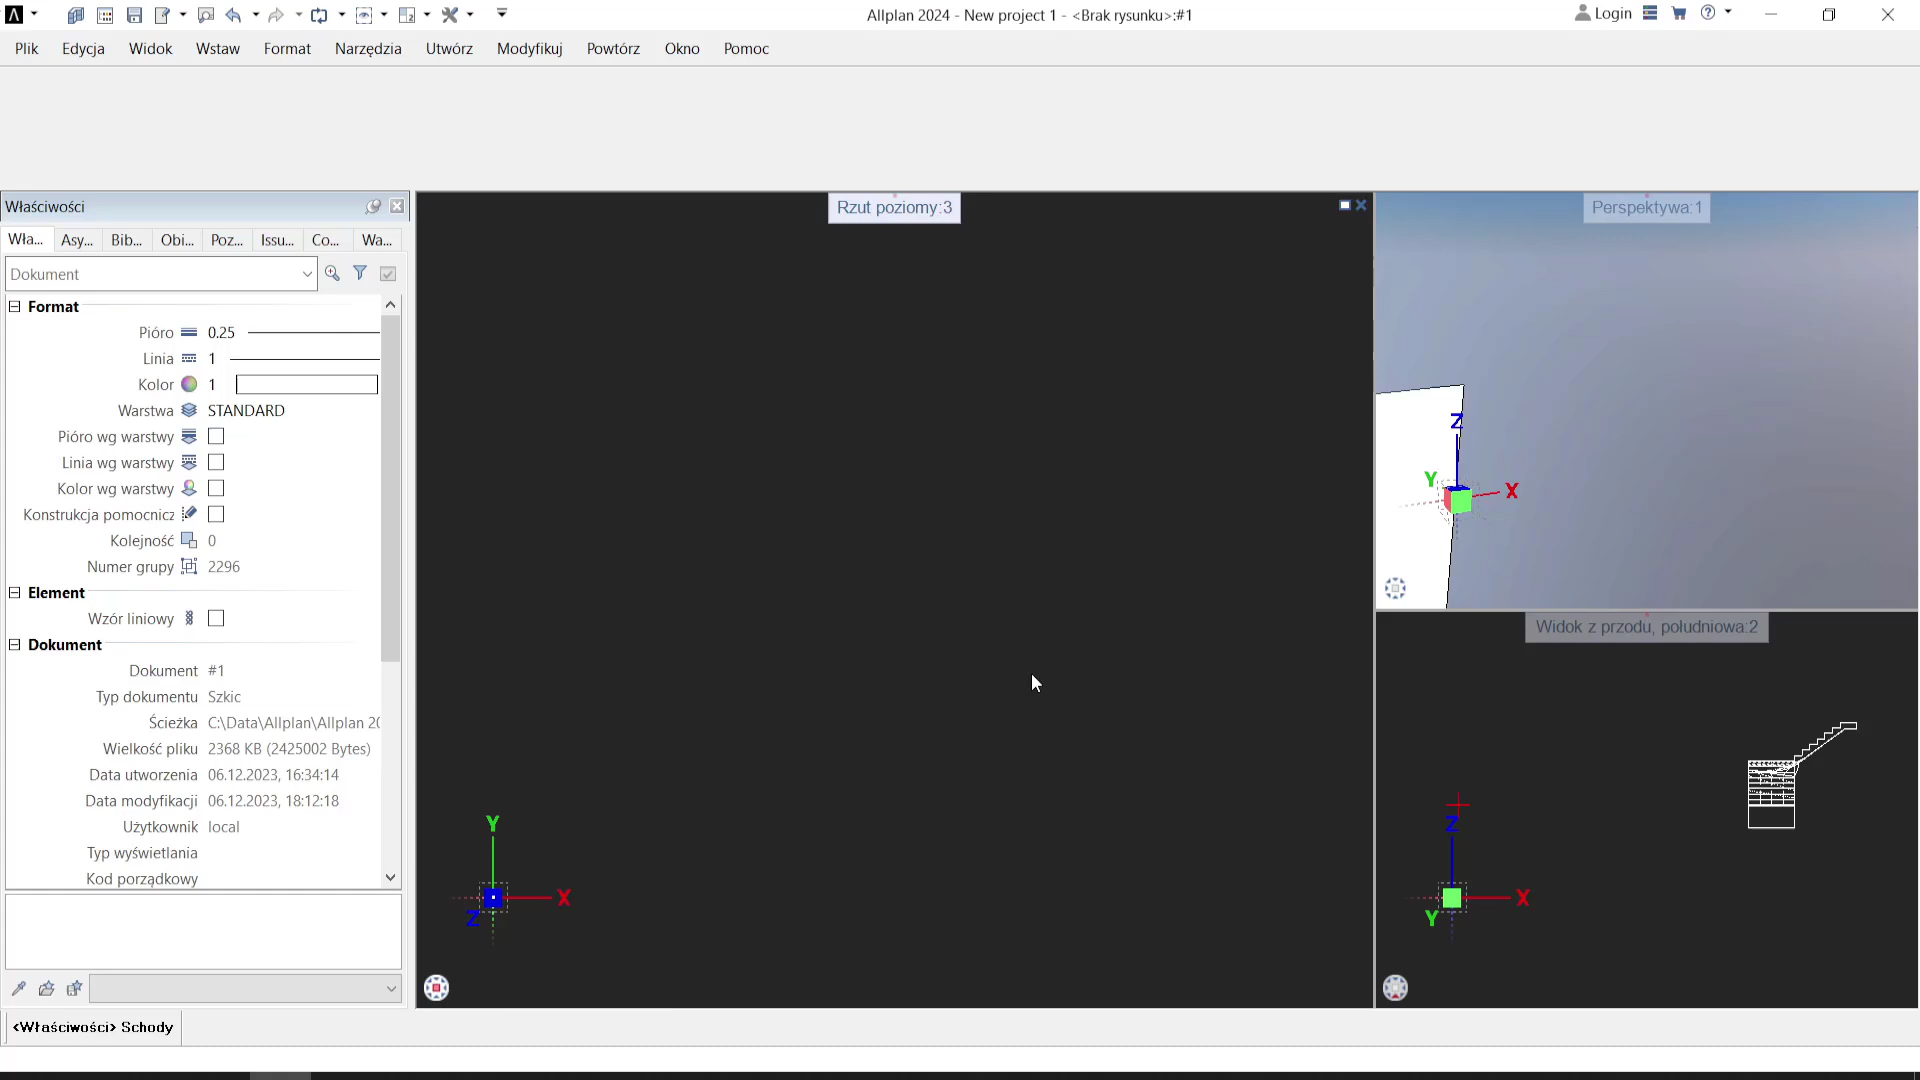 Allplan 2024 - New project 1 - <Brak rysunku>:#1
Login
Plik Edycja Widok Wstaw Format Narzędzia Utwórz Modyfikuj Powtórz Okno Pomoc
Właściwości
Wła... Asy... Bib... Obi... Poz... Issu... Co... Wa...
Dokument
Format
Pióro 0.25
Linia 1
Kolor 1
Warstwa STANDARD
Pióro wg warstwy
Linia wg warstwy
Kolor wg warstwy
Konstrukcja pomocnicz
Kolejność 0
Numer grupy 2296
Element
Wzór liniowy
Dokument
Dokument #1
Typ dokumentu Szkic
Ścieżka C:\Data\Allplan\Allplan 20
Wielkość pliku 2368 KB (2425002 Bytes)
Data utworzenia 06.12.2023, 16:34:14
Data modyfikacji 06.12.2023, 18:12:18
Użytkownik local
Typ wyświetlania
Kod porządkowy
<Właściwości> Schody
Rzut poziomy:3
Y
X
Z
Perspektywa:1
Z
Y
X
Widok z przodu, południowa:2
Z
X
Y